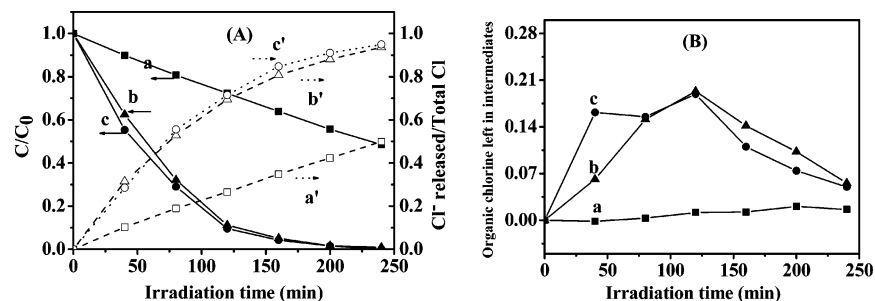 (A)
1.0
0.8
0.6
0.4
0.2
0.0
C/C0
a
b
c
c'
b'
a'
1.0
0.8
0.6
0.4
0.2
0.0
Cl- released/Total Cl
0 50 100 150 200 250
Irradiation time (min)
(B)
0.28
0.21
0.14
0.07
0.00
Organic chlorine left in intermediates
c
b
a
0 50 100 150 200 250
Irradiation time (min)